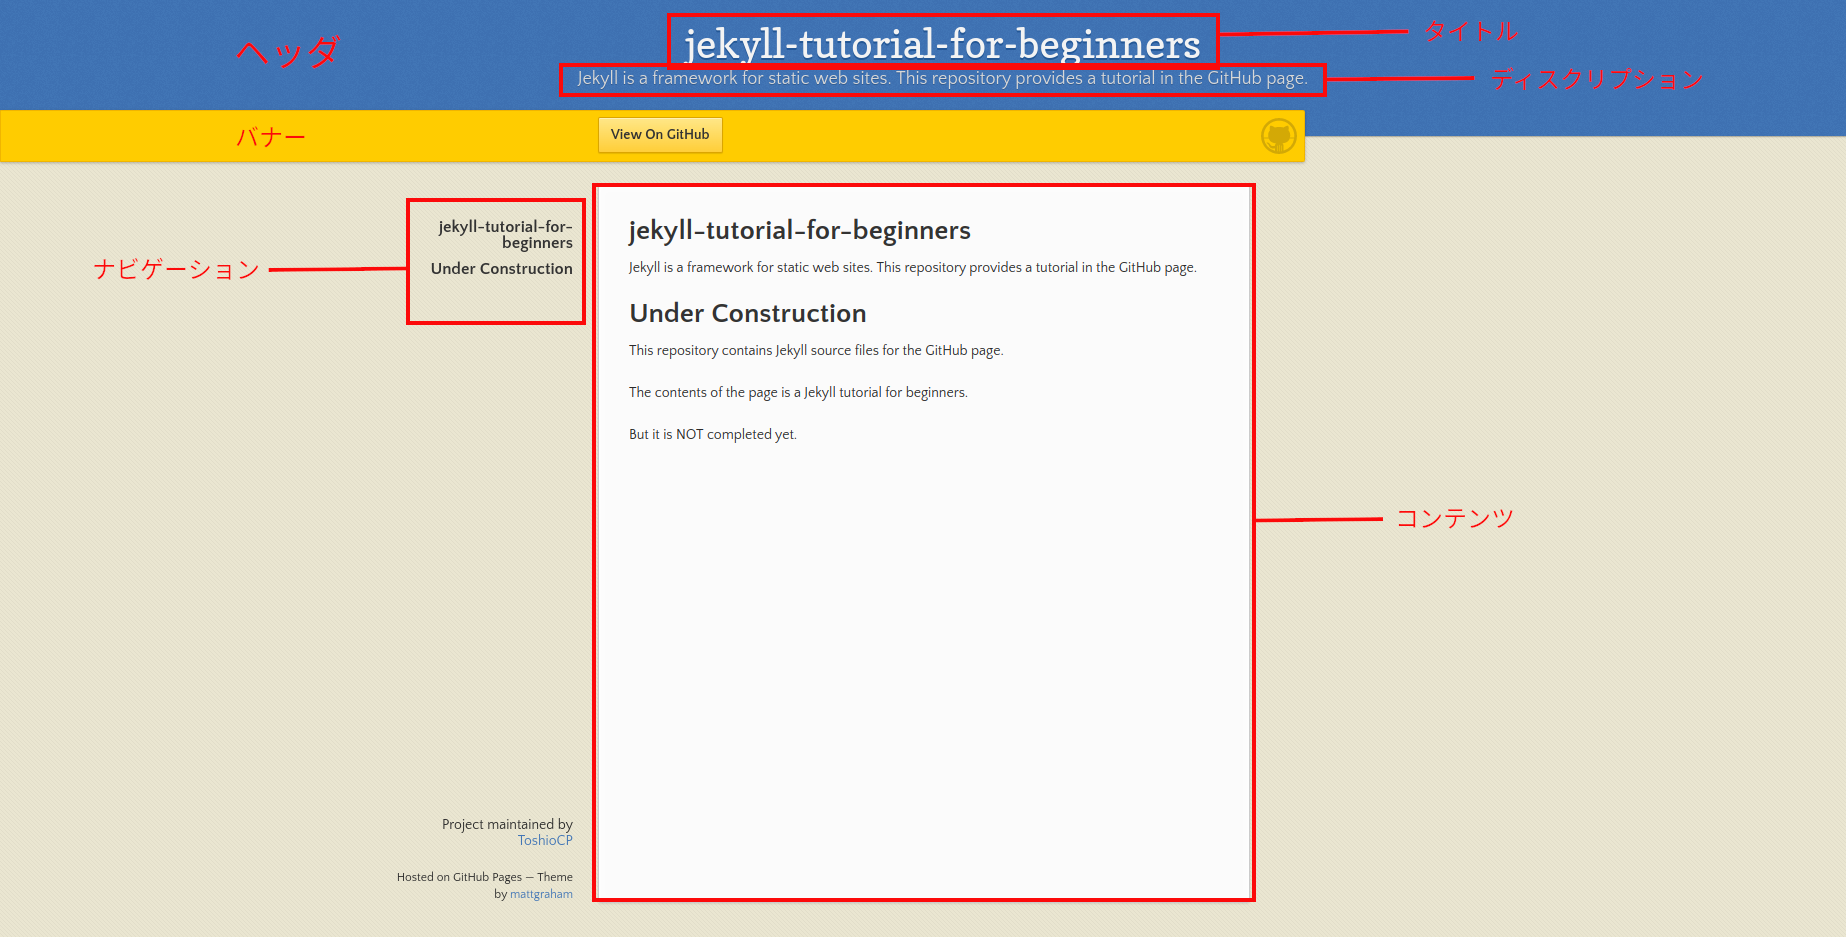 ヘッダ
jekyll-tutorial-for-beginners
タイトル
Jekyll is a framework for static web sites. This repository provides a tutorial in the GitHub page.
ディスクリプション
バナー
View On GitHub
jekyll-tutorial-for-
beginners
Under Construction
ナビゲーション
jekyll-tutorial-for-beginners
Jekyll is a framework for static web sites. This repository provides a tutorial in the GitHub page.
Under Construction
This repository contains Jekyll source files for the GitHub page.
The contents of the page is a Jekyll tutorial for beginners.
But it is NOT completed yet.
コンテンツ
Project maintained by
ToshioCP
Hosted on GitHub Pages — Theme
by mattgraham